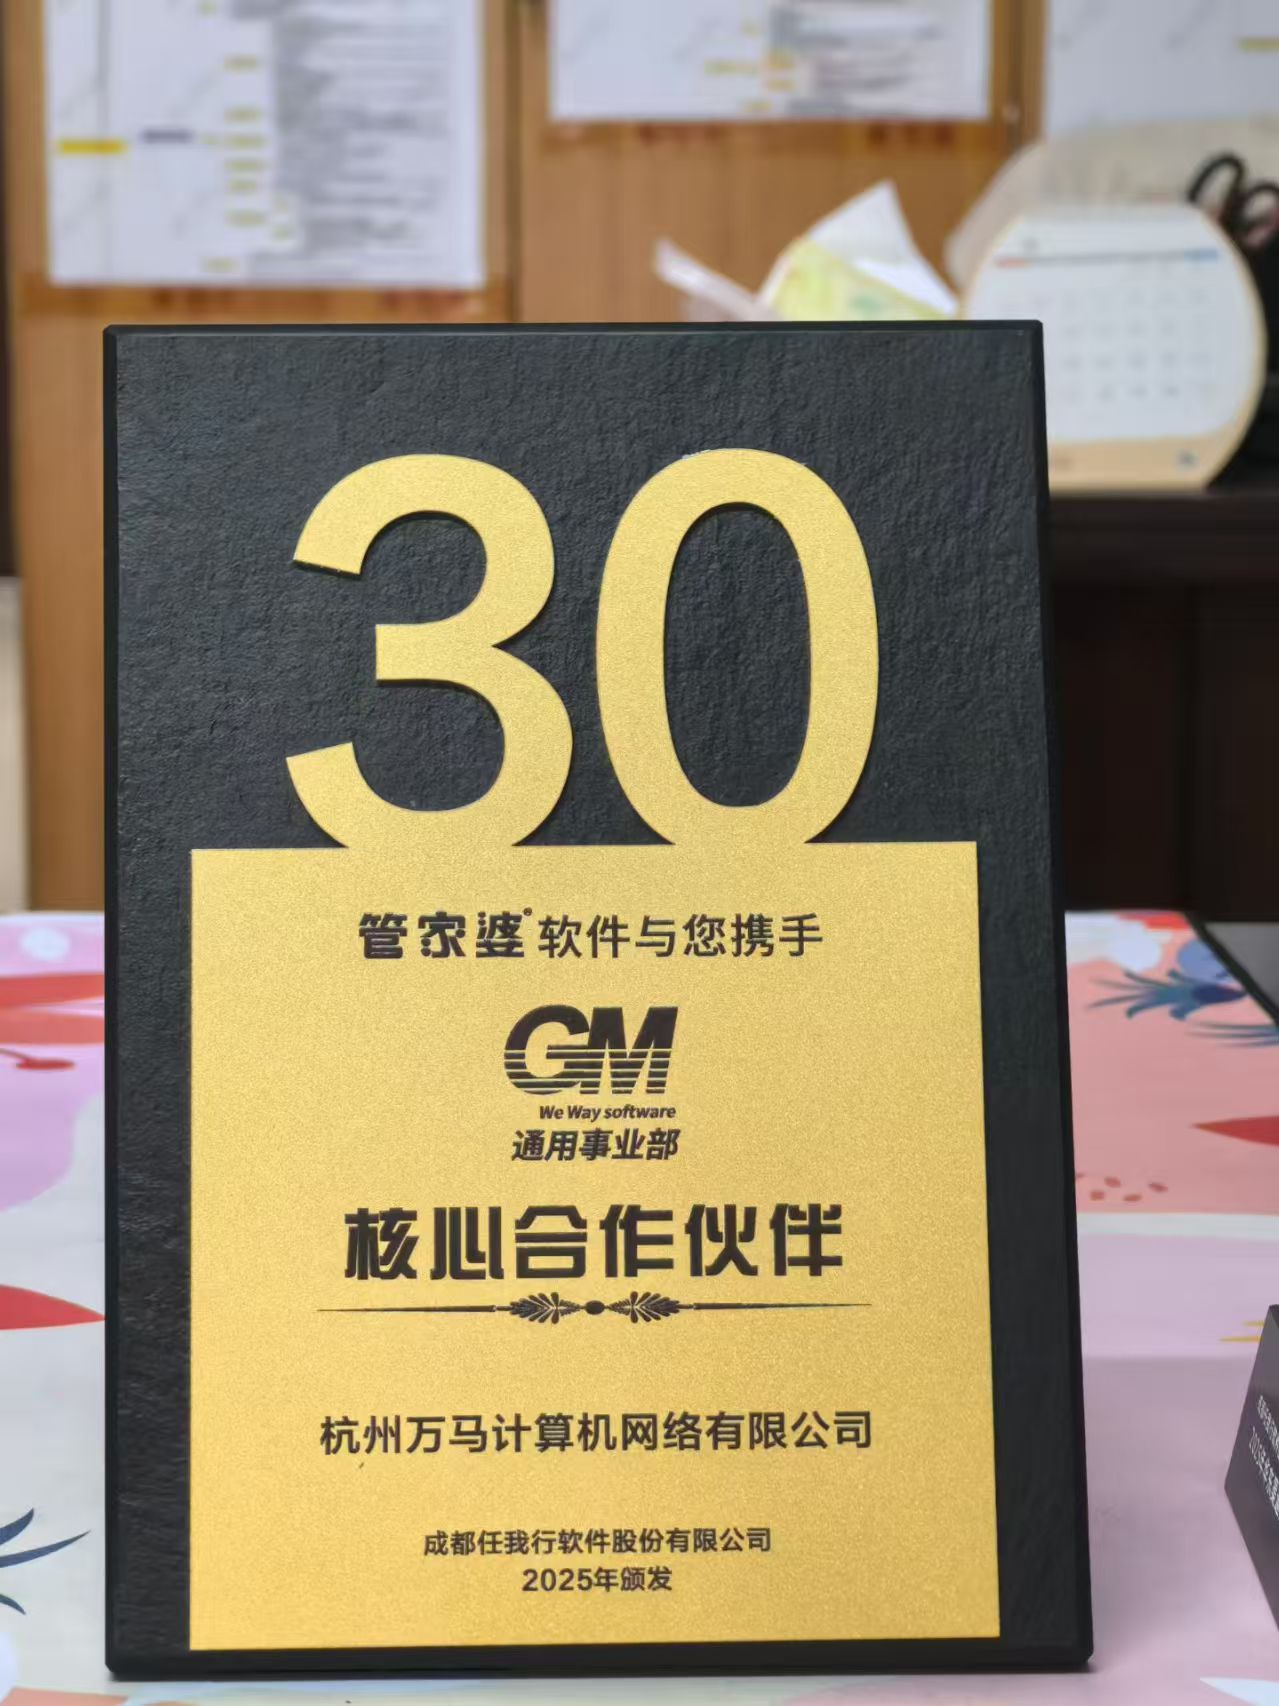 30
管家婆®软件与您携手
GM
We Way software
通用事业部
核心合作伙伴
杭州万马计算机网络有限公司
成都任我行软件股份有限公司
2025年颁发